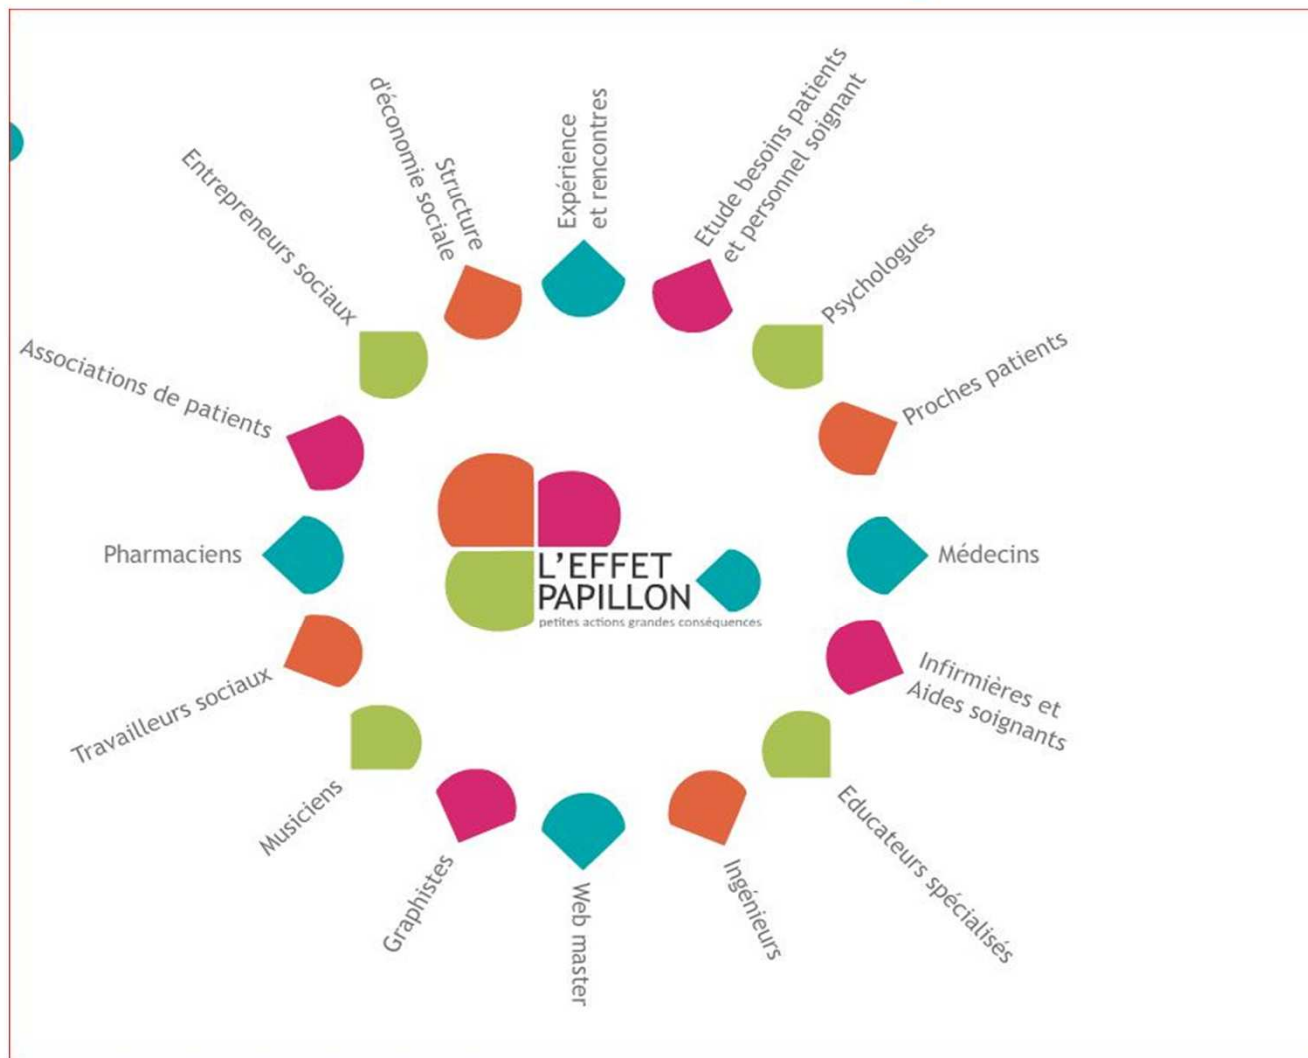 Expérience
et rencontres
Etude besoins patients
et personnel soignant
Psychologues
Proches patients
Médecins
Infirmières et
Aides soignants
Educateurs spécialisés
Ingénieurs
Web master
Graphistes
Musiciens
Travailleurs sociaux
Pharmaciens
Associations de patients
Entrepreneurs sociaux
Structure
d'économie sociale
L'EFFET
PAPILLON
petites actions grandes conséquences